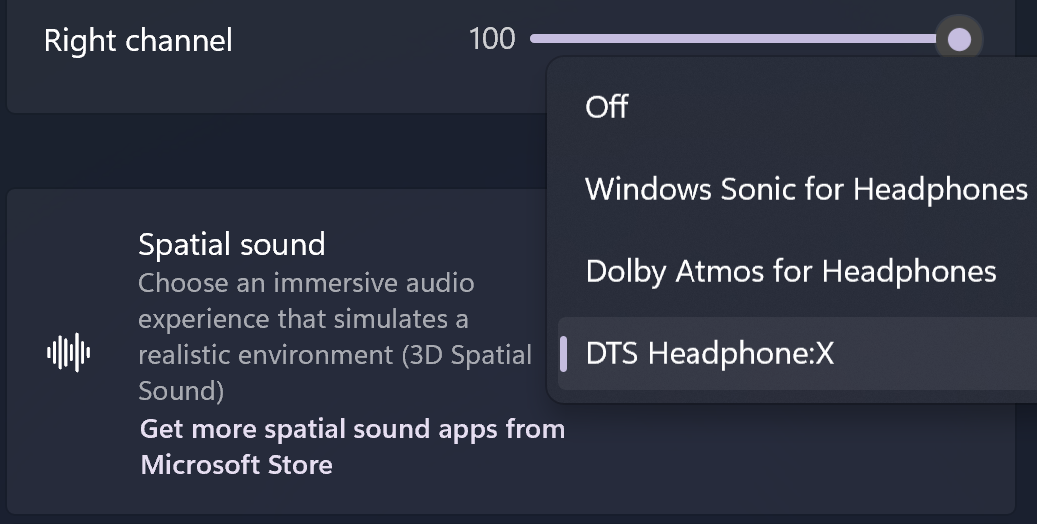 Right channel
100
Off
Windows Sonic for Headphones
Dolby Atmos for Headphones
DTS Headphone:X
Spatial sound
Choose an immersive audio
experience that simulates a
realistic environment (3D Spatial
Sound)
Get more spatial sound apps from
Microsoft Store